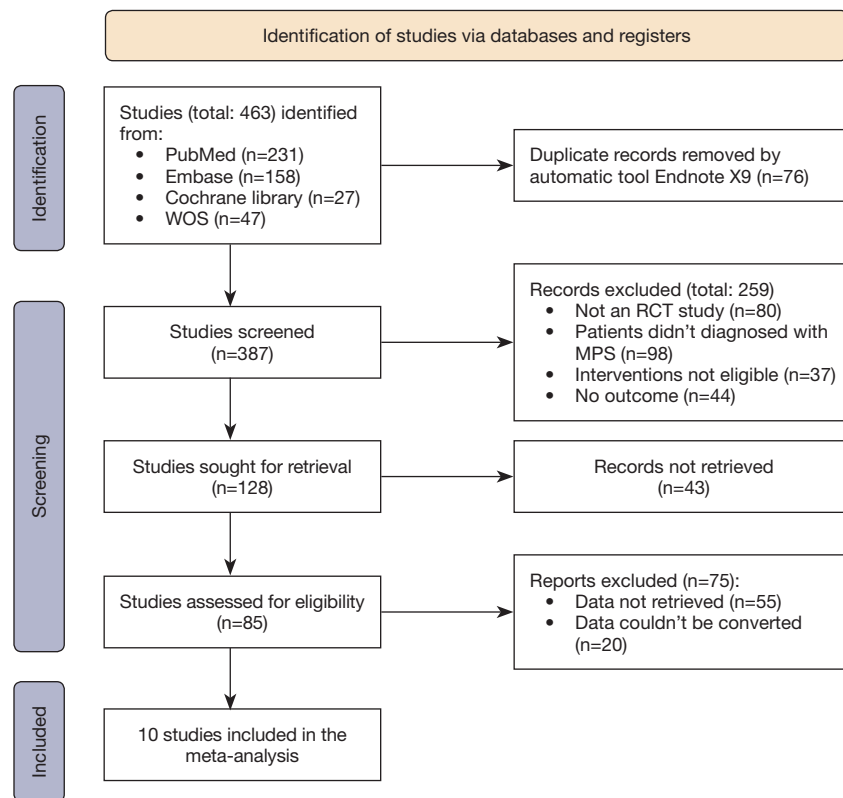 Identification of studies via databases and registers
Identification
Studies (total: 463) identified
from:
• PubMed (n=231)
• Embase (n=158)
• Cochrane library (n=27)
• WOS (n=47)
Duplicate records removed by
automatic tool Endnote X9 (n=76)
Screening
Studies screened
(n=387)
Records excluded (total: 259)
• Not an RCT study (n=80)
• Patients didn't diagnosed with
MPS (n=98)
• Interventions not eligible (n=37)
• No outcome (n=44)
Studies sought for retrieval
(n=128)
Records not retrieved
(n=43)
Studies assessed for eligibility
(n=85)
Reports excluded (n=75):
• Data not retrieved (n=55)
• Data couldn't be converted
(n=20)
Included
10 studies included in the
meta-analysis